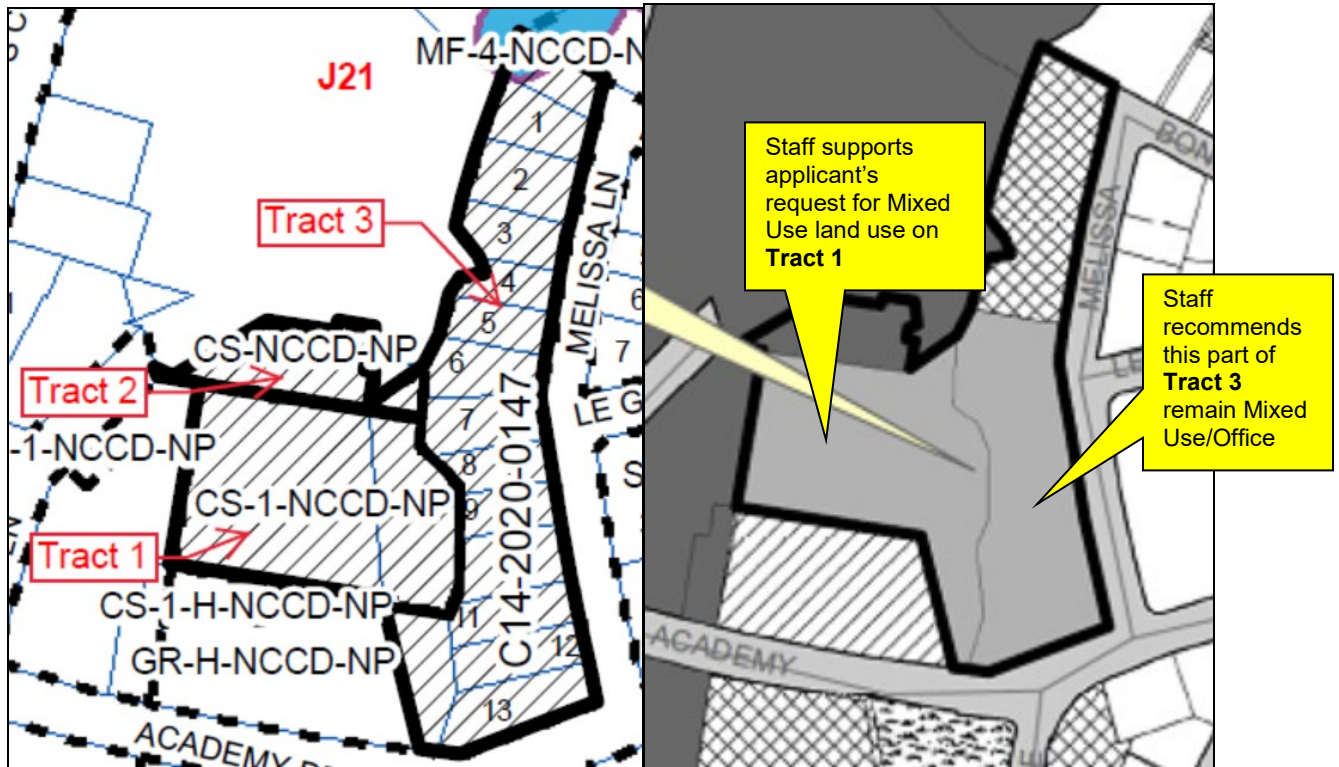 J21
MF-4-NCCD-N
1
2
3
Tract 3
4
5
MELISSA LN
6
6
7
CS-NCCD-NP
Tract 2
7
LE G
-1-NCCD-NP
8
S
CS-1-NCCD-NP
9
C14-2020-0147
Tract 1
CS-1-H-NCCD-NP
11
GR-H-NCCD-NP
12
13
ACADEMY D
Staff supports
applicant's
request for Mixed
Use land use on
Tract 1
BON
MELISSA
LE
Staff
recommends
this part of
Tract 3
remain Mixed
Use/Office
ACADEMY